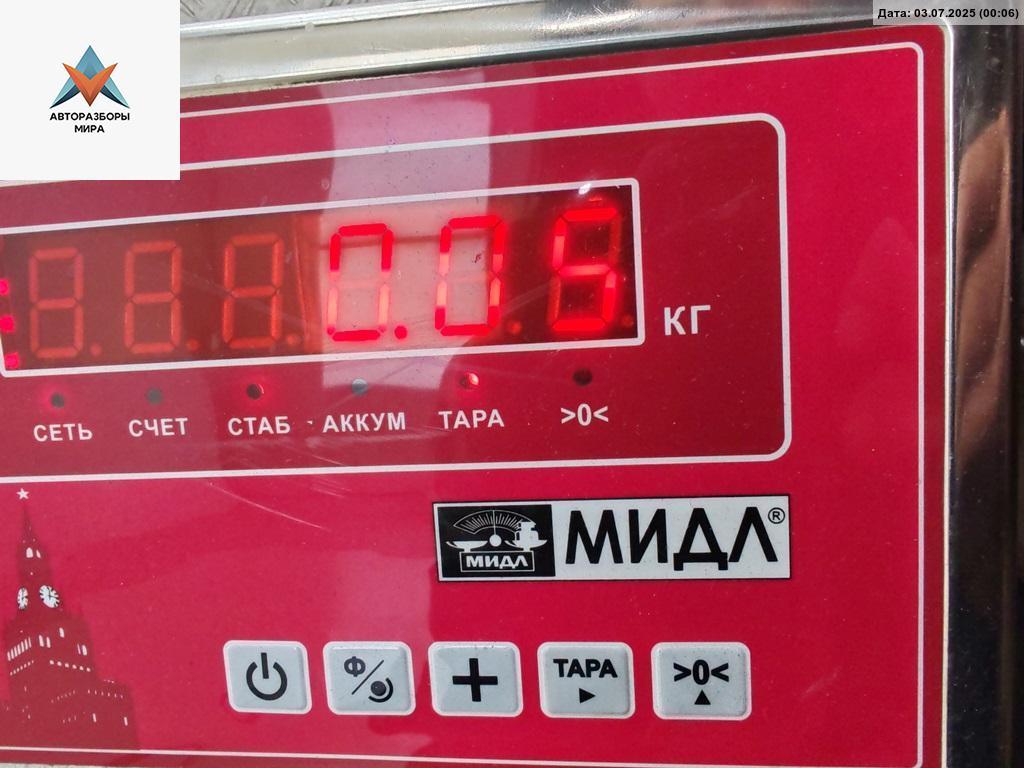 Дата: 03.07.2025 (00:06)
АВТОРАЗБОРЫ
МИРА
0.05
КГ
СЕТЬ СЧЕТ СТАБ АККУМ ТАРА >0<
МИДЛ МИДЛ®
Ф ТАРА >0<